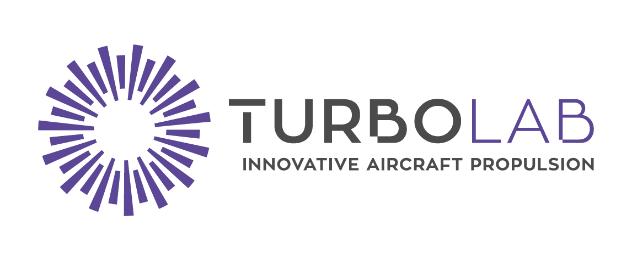 TURBOLAB
INNOVATIVE AIRCRAFT PROPULSION